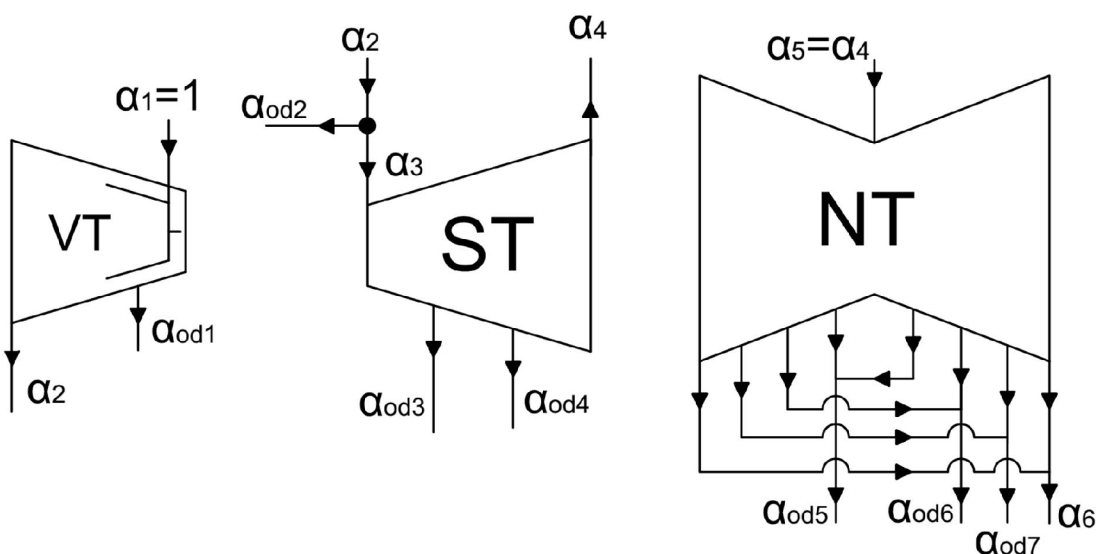 α1=1
VT
αod1
α2
α2
αod2
α3
α4
ST
αod3
αod4
α5=α4
NT
αod5
αod6
αod7
α6